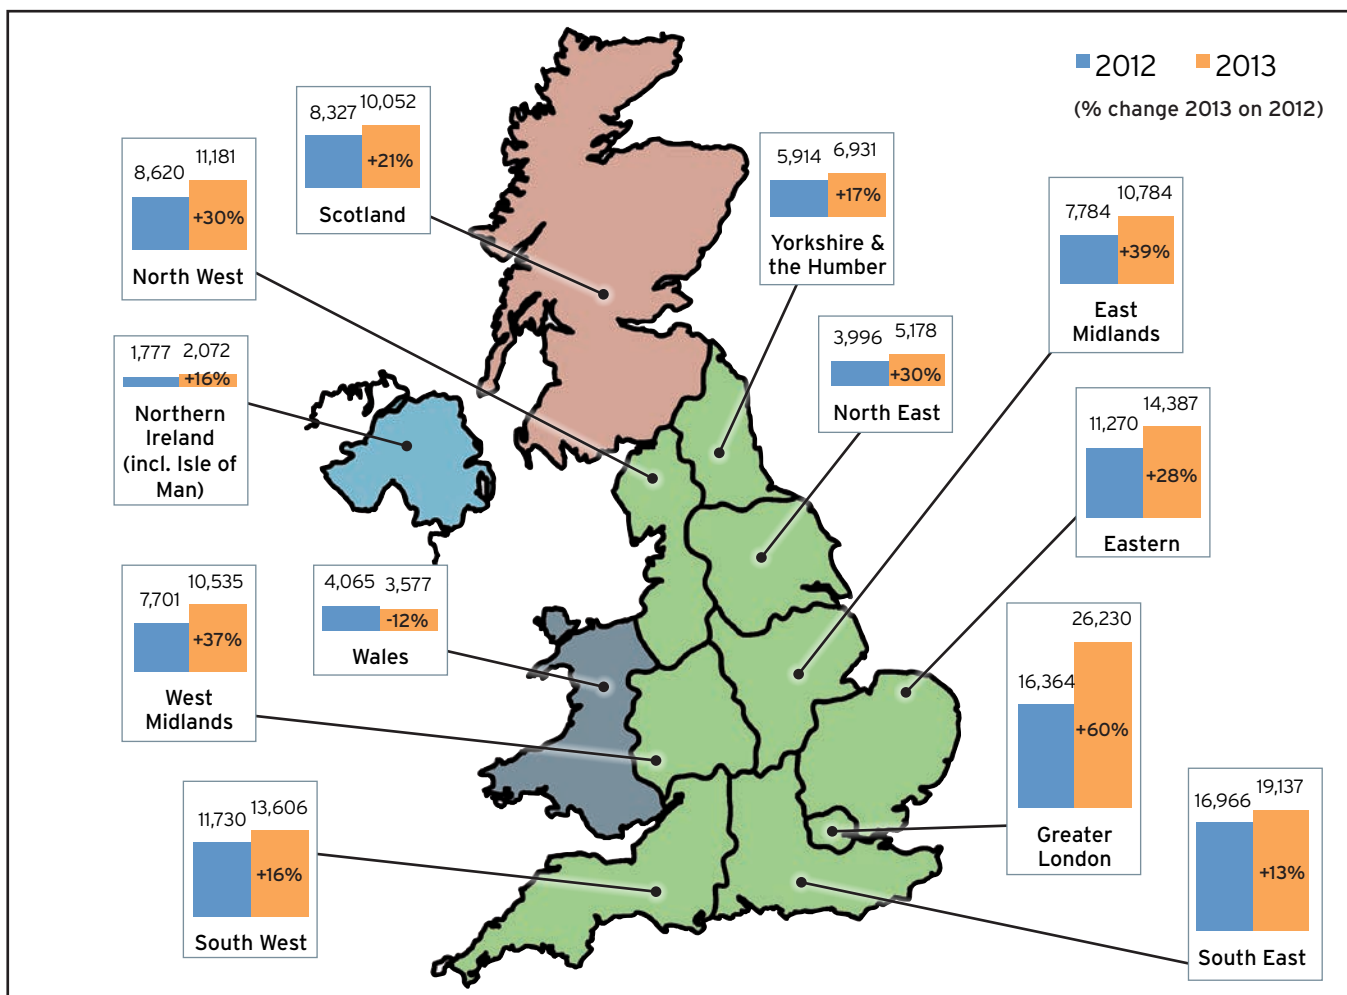 2012 2013
(% change 2013 on 2012)
8,327 10,052
+21%
Scotland
8,620 11,181
+30%
North West
5,914 6,931
+17%
Yorkshire &
the Humber
7,784 10,784
+39%
East
Midlands
1,777 2,072
+16%
Northern
Ireland
(incl. Isle of
Man)
3,996 5,178
+30%
North East
11,270 14,387
+28%
Eastern
7,701 10,535
+37%
West
Midlands
4,065 3,577
-12%
Wales
16,364 26,230
+60%
Greater
London
11,730 13,606
+16%
South West
16,966 19,137
+13%
South East